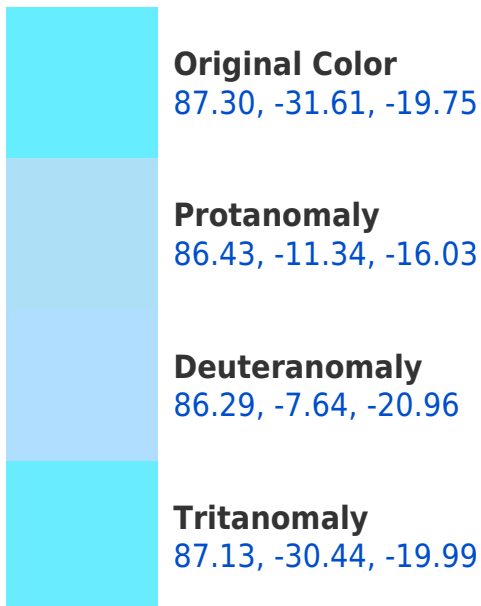 Original Color
87.30, -31.61, -19.75
Protanomaly
86.43, -11.34, -16.03
Deuteranomaly
86.29, -7.64, -20.96
Tritanomaly
87.13, -30.44, -19.99